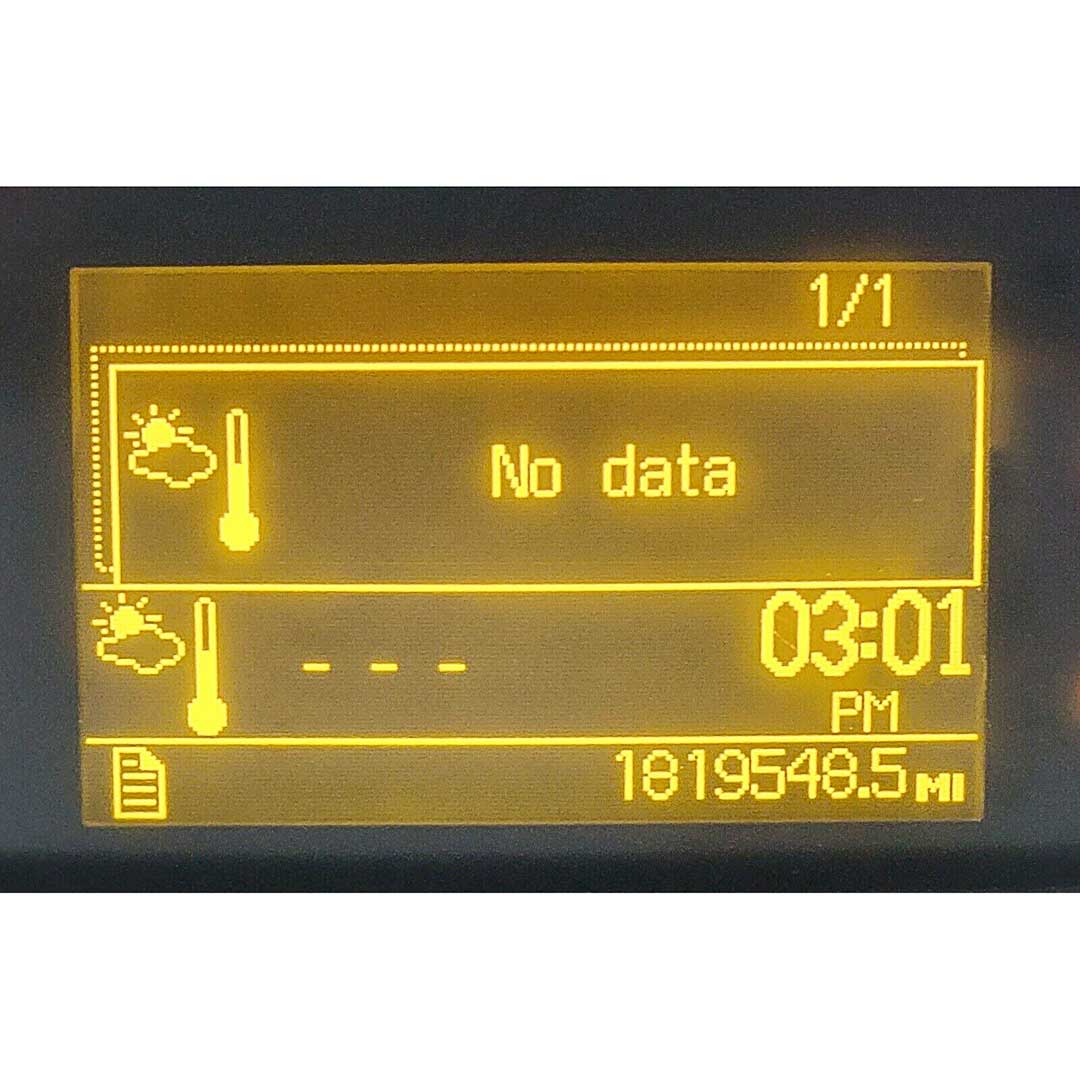 1/1
No data
- - -
03:01
PM
1819548.5 MI